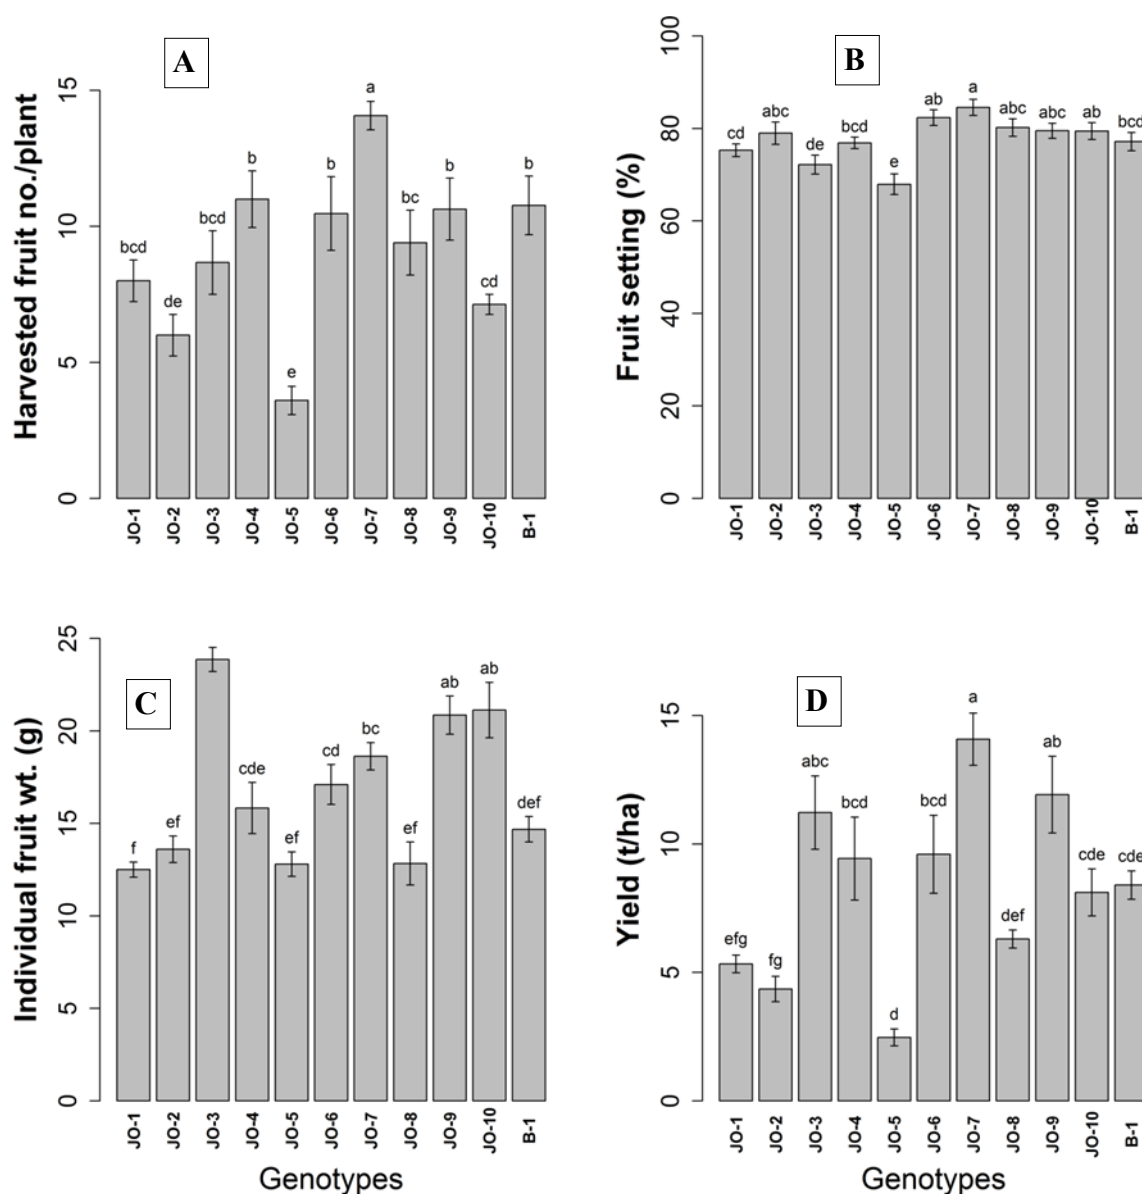 A
Harvested fruit no./plant
15
10
5
0
bcd
de
bcd
b
e
b
a
bc
b
cd
b
JO-1
JO-2
JO-3
JO-4
JO-5
JO-6
JO-7
JO-8
JO-9
JO-10
B-1
B
Fruit setting (%)
100
80
60
40
20
0
cd
abc
de
bcd
e
ab
a
abc
abc
ab
bcd
JO-1
JO-2
JO-3
JO-4
JO-5
JO-6
JO-7
JO-8
JO-9
JO-10
B-1
C
Individual fruit wt. (g)
25
20
15
10
5
0
f
ef
cde
ef
cd
bc
ef
ab
ab
def
JO-1
JO-2
JO-3
JO-4
JO-5
JO-6
JO-7
JO-8
JO-9
JO-10
B-1
Genotypes
D
Yield (t/ha)
15
10
5
0
efg
fg
abc
bcd
d
bcd
a
def
ab
cde
cde
JO-1
JO-2
JO-3
JO-4
JO-5
JO-6
JO-7
JO-8
JO-9
JO-10
B-1
Genotypes